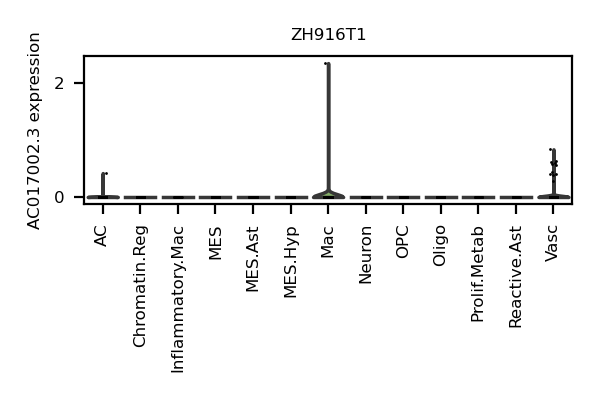 ZH916T1
AC017002.3 expression
2
0
AC
Chromatin.Reg
Inflammatory.Mac
MES
MES.Ast
MES.Hyp
Mac
Neuron
OPC
Oligo
Prolif.Metab
Reactive.Ast
Vasc